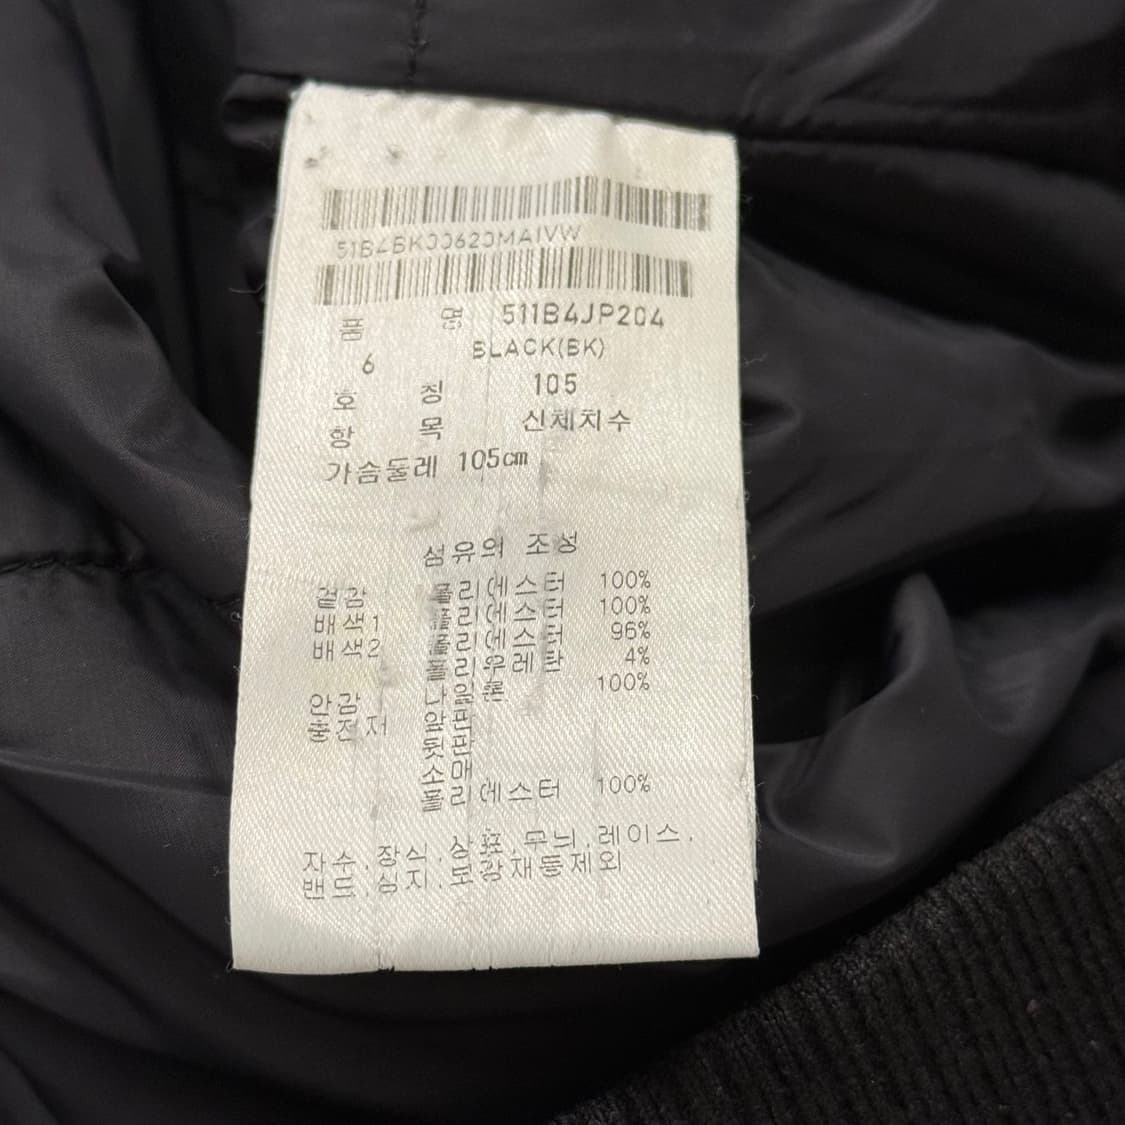 51B4BK00620MAIVW
품 명 511B4JP204
BLACK(BK)
6
호 칭 105
항 목 신체치수
가슴둘레 105cm
섬유의 조성
겉감 폴리에스터 100%
배색1 폴리에스터 100%
배색2 폴리에스터 96%
폴리우레탄 4%
안감 나일론 100%
충전재 앞판
뒷판
소매
폴리에스터 100%
자수.장식.상표.무늬.레이스.
밴드.심지.보강재등제외